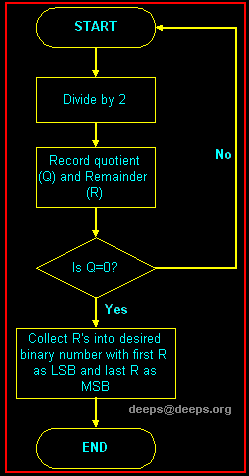 START
Divide by 2
Record quotient
(Q) and Remainder
(R)
No
Is Q=0?
Yes
Collect R's into desired
binary number with first R
as LSB and last R as
MSB
deeps@deeps.org
END